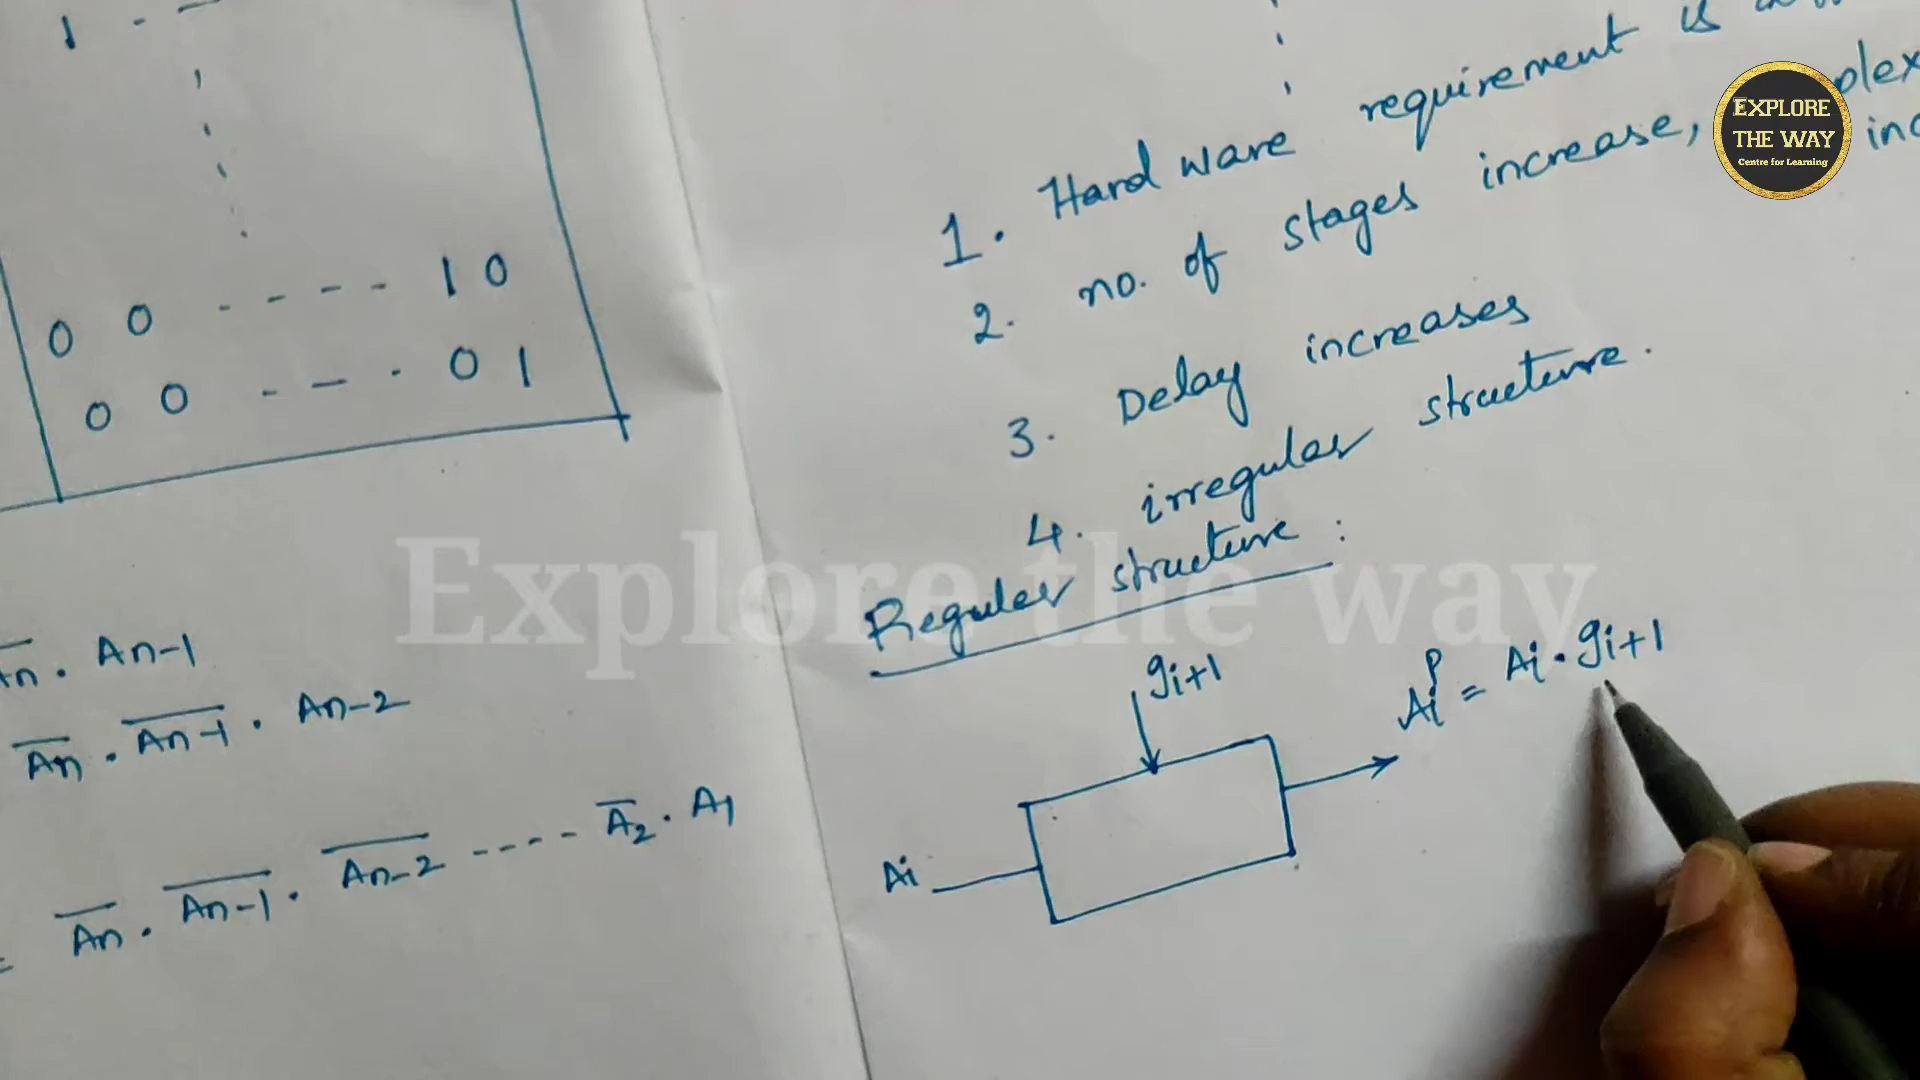 1 - -
0 0 - - - - 1 0
0 0 - - - 0 1
An . An-1
An . An-1 . An-2
= An . An-1 . An-2 - - - - A2 . A1
1. Hard ware requirement is
2. no. of stages increase,
3. Delay increases
4. irregular structure.
Regular structure :
gi+1
Ai
Ai^P = Ai . gi+1
EXPLORE
THE WAY
Centre for Learning
Explore the way